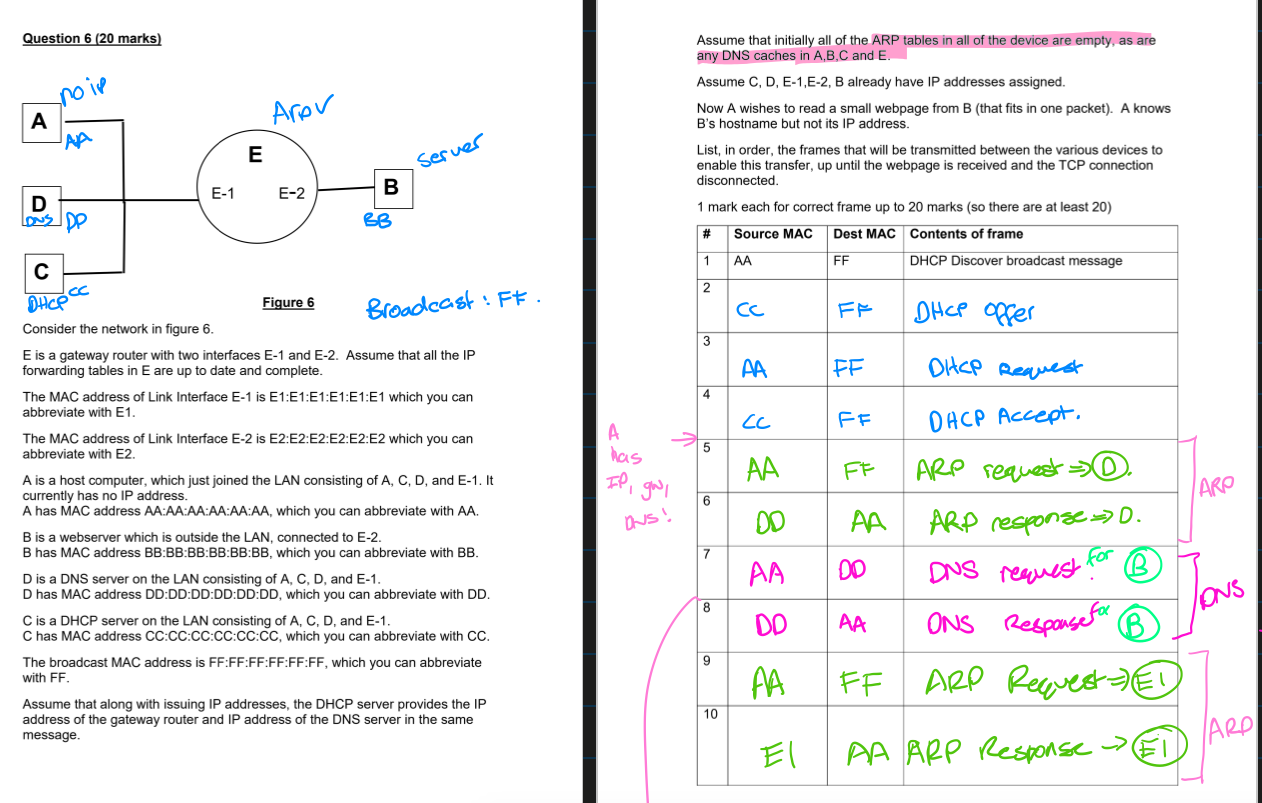 Question 6 (20 marks)
no ip
A
AA
Arpv
E
E-1
E-2
server
B
BB
D
DNS DD
C
DHCP CC
Figure 6
Broadcast : FF .
Consider the network in figure 6.
E is a gateway router with two interfaces E-1 and E-2. Assume that all the IP
forwarding tables in E are up to date and complete.
The MAC address of Link Interface E-1 is E1:E1:E1:E1:E1:E1 which you can
abbreviate with E1.
The MAC address of Link Interface E-2 is E2:E2:E2:E2:E2:E2 which you can
abbreviate with E2.
A is a host computer, which just joined the LAN consisting of A, C, D, and E-1. It
currently has no IP address.
A has MAC address AA:AA:AA:AA:AA:AA, which you can abbreviate with AA.
B is a webserver which is outside the LAN, connected to E-2.
B has MAC address BB:BB:BB:BB:BB:BB, which you can abbreviate with BB.
D is a DNS server on the LAN consisting of A, C, D, and E-1.
D has MAC address DD:DD:DD:DD:DD:DD, which you can abbreviate with DD.
C is a DHCP server on the LAN consisting of A, C, D, and E-1.
C has MAC address CC:CC:CC:CC:CC:CC, which you can abbreviate with CC.
The broadcast MAC address is FF:FF:FF:FF:FF:FF, which you can abbreviate
with FF.
Assume that along with issuing IP addresses, the DHCP server provides the IP
address of the gateway router and IP address of the DNS server in the same
message.
Assume that initially all of the ARP tables in all of the device are empty, as are
any DNS caches in A,B,C and E.
Assume C, D, E-1,E-2, B already have IP addresses assigned.
Now A wishes to read a small webpage from B (that fits in one packet). A knows
B's hostname but not its IP address.
List, in order, the frames that will be transmitted between the various devices to
enable this transfer, up until the webpage is received and the TCP connection
disconnected.
1 mark each for correct frame up to 20 marks (so there are at least 20)
# Source MAC Dest MAC Contents of frame
1 AA FF DHCP Discover broadcast message
2 CC FF DHCP offer
3 AA FF DHCP Request
4 CC FF DHCP Accept.
A
has
IP, gw,
DNS!
5 AA FF ARP request => D.
6 DD AA ARP response => D.
ARP
7 AA DD DNS request. for B
8 DD AA DNS Response for B
DNS
9 AA FF ARP Request => E1
10 E1 AA ARP Response -> E1
ARP